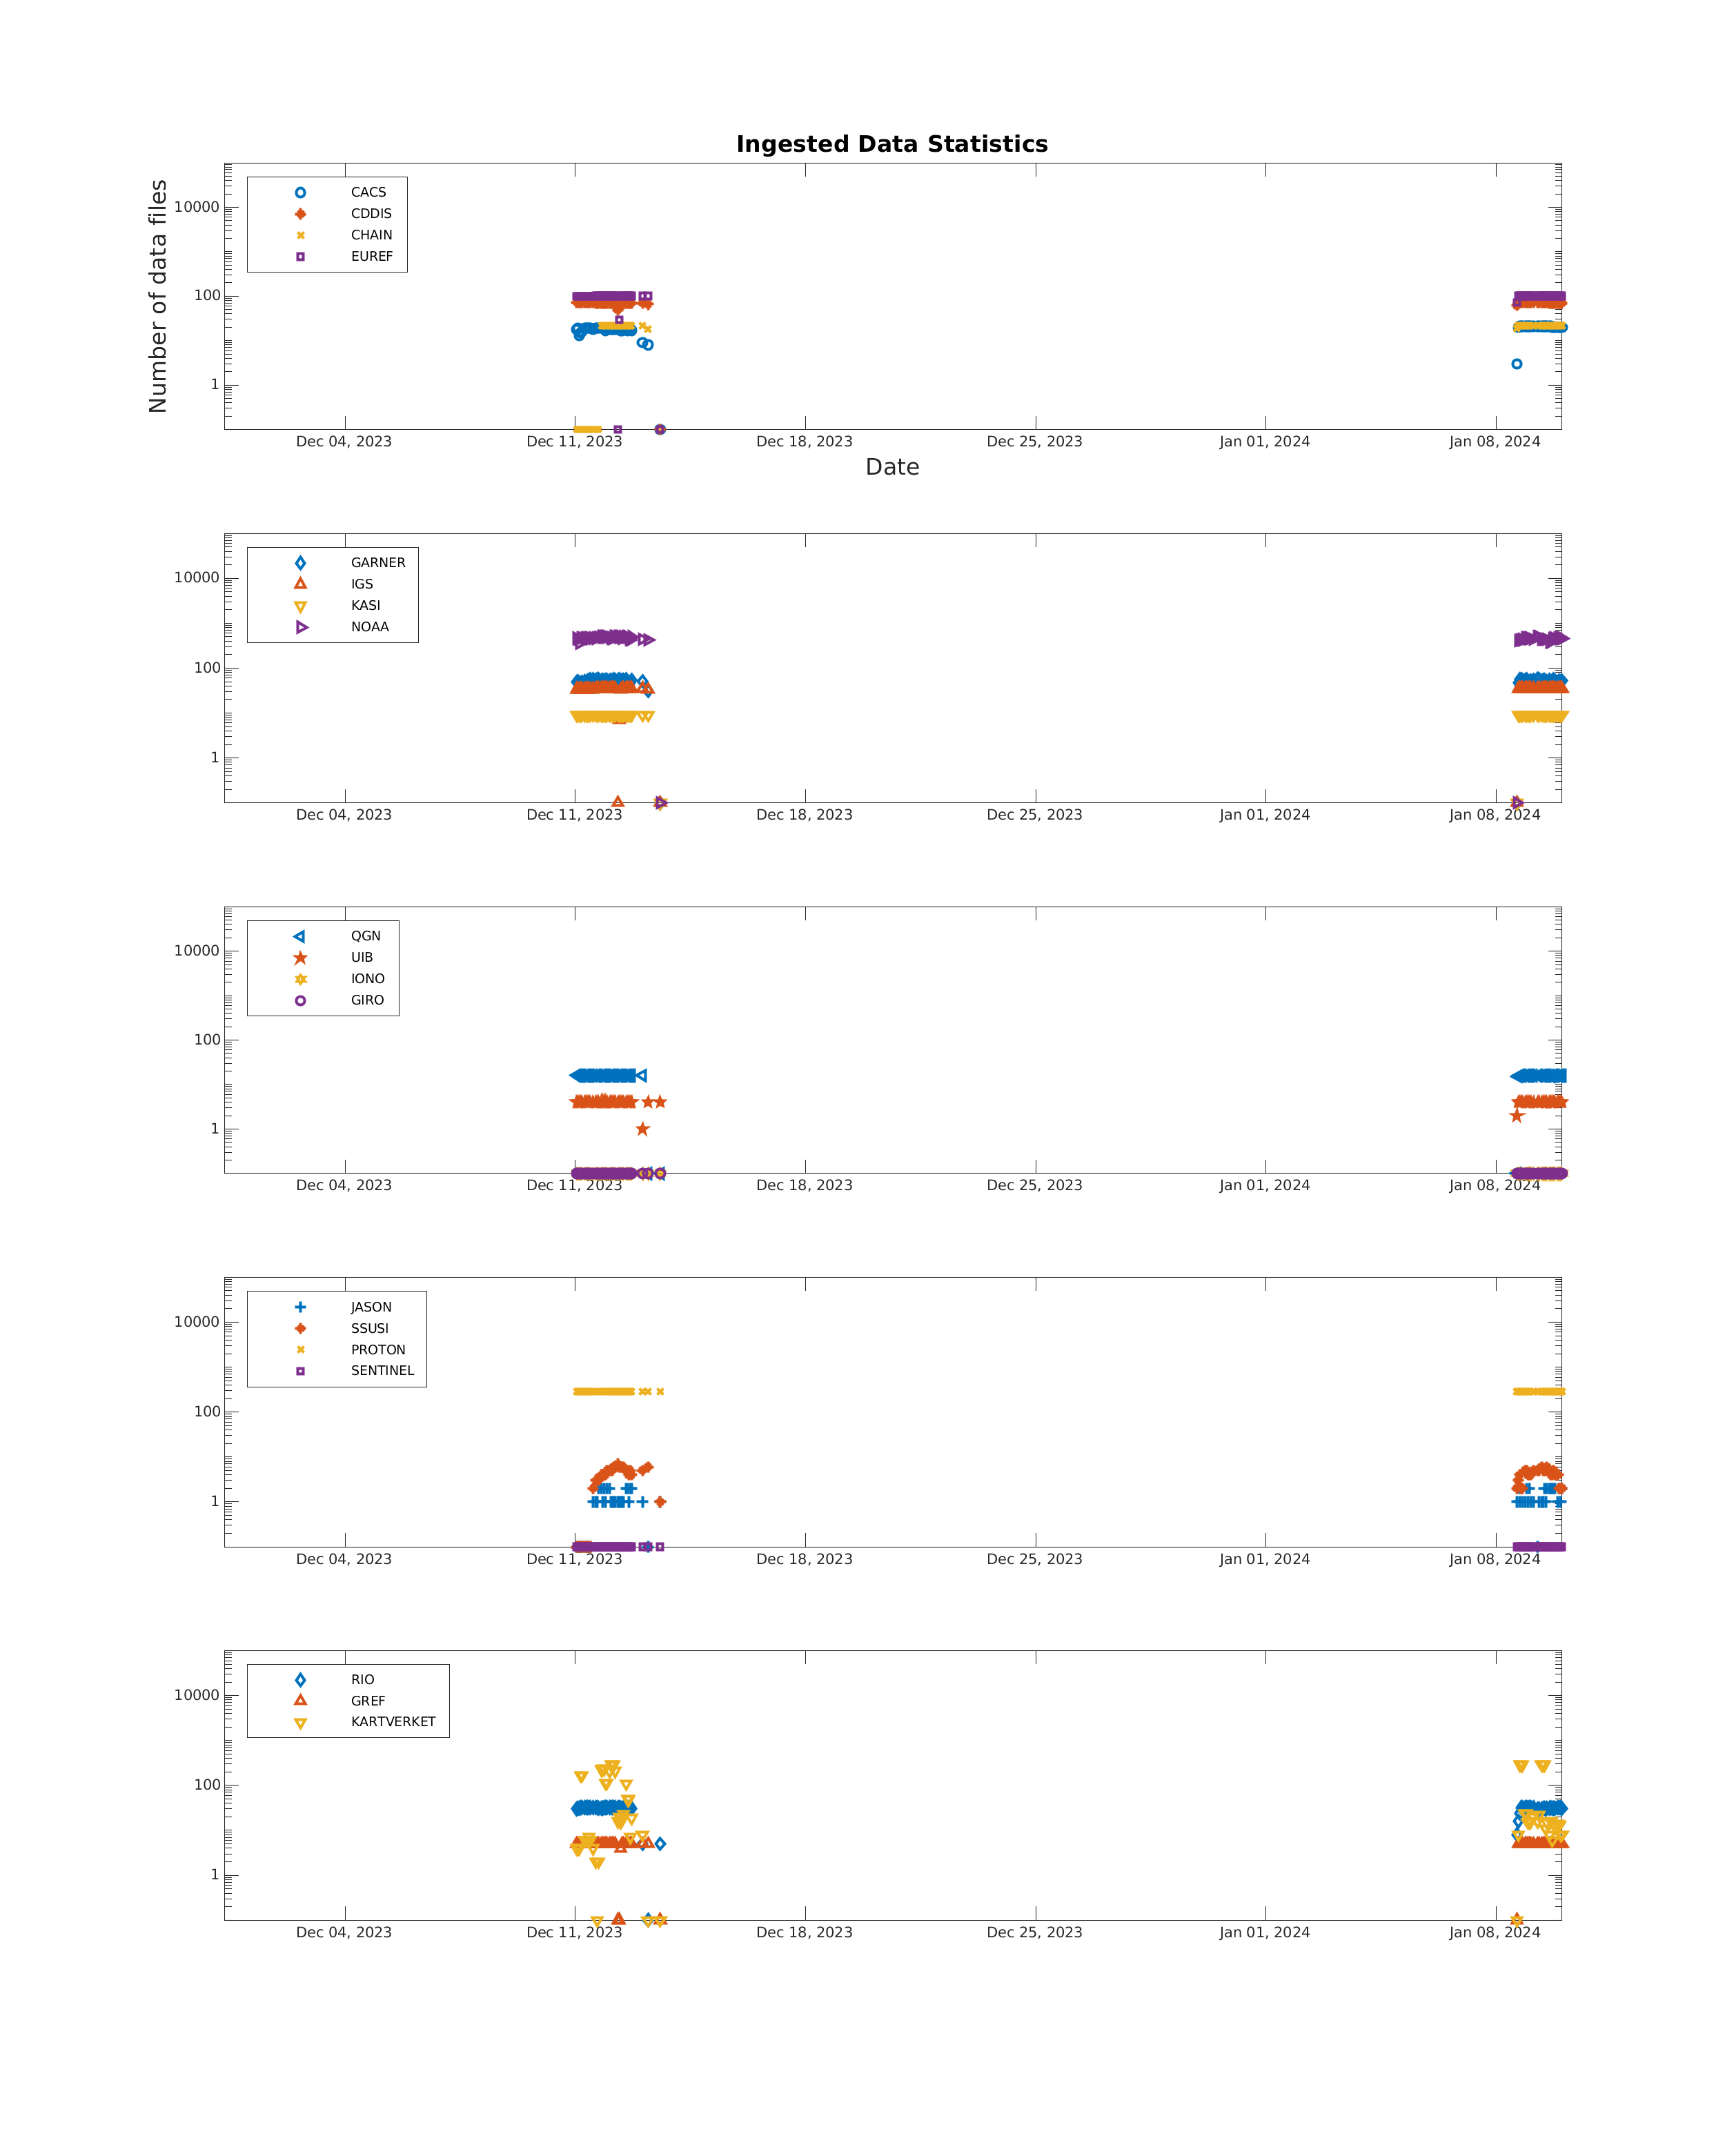 Ingested Data Statistics
Number of data files
CACS
CDDIS
CHAIN
EUREF
10000
100
1
Dec 04, 2023 Dec 11, 2023 Dec 18, 2023 Dec 25, 2023 Jan 01, 2024 Jan 08, 2024
Date
GARNER
IGS
KASI
NOAA
10000
100
1
Dec 04, 2023 Dec 11, 2023 Dec 18, 2023 Dec 25, 2023 Jan 01, 2024 Jan 08, 2024
QGN
UIB
IONO
GIRO
10000
100
1
Dec 04, 2023 Dec 11, 2023 Dec 18, 2023 Dec 25, 2023 Jan 01, 2024 Jan 08, 2024
JASON
SSUSI
PROTON
SENTINEL
10000
100
1
Dec 04, 2023 Dec 11, 2023 Dec 18, 2023 Dec 25, 2023 Jan 01, 2024 Jan 08, 2024
RIO
GREF
KARTVERKET
10000
100
1
Dec 04, 2023 Dec 11, 2023 Dec 18, 2023 Dec 25, 2023 Jan 01, 2024 Jan 08, 2024